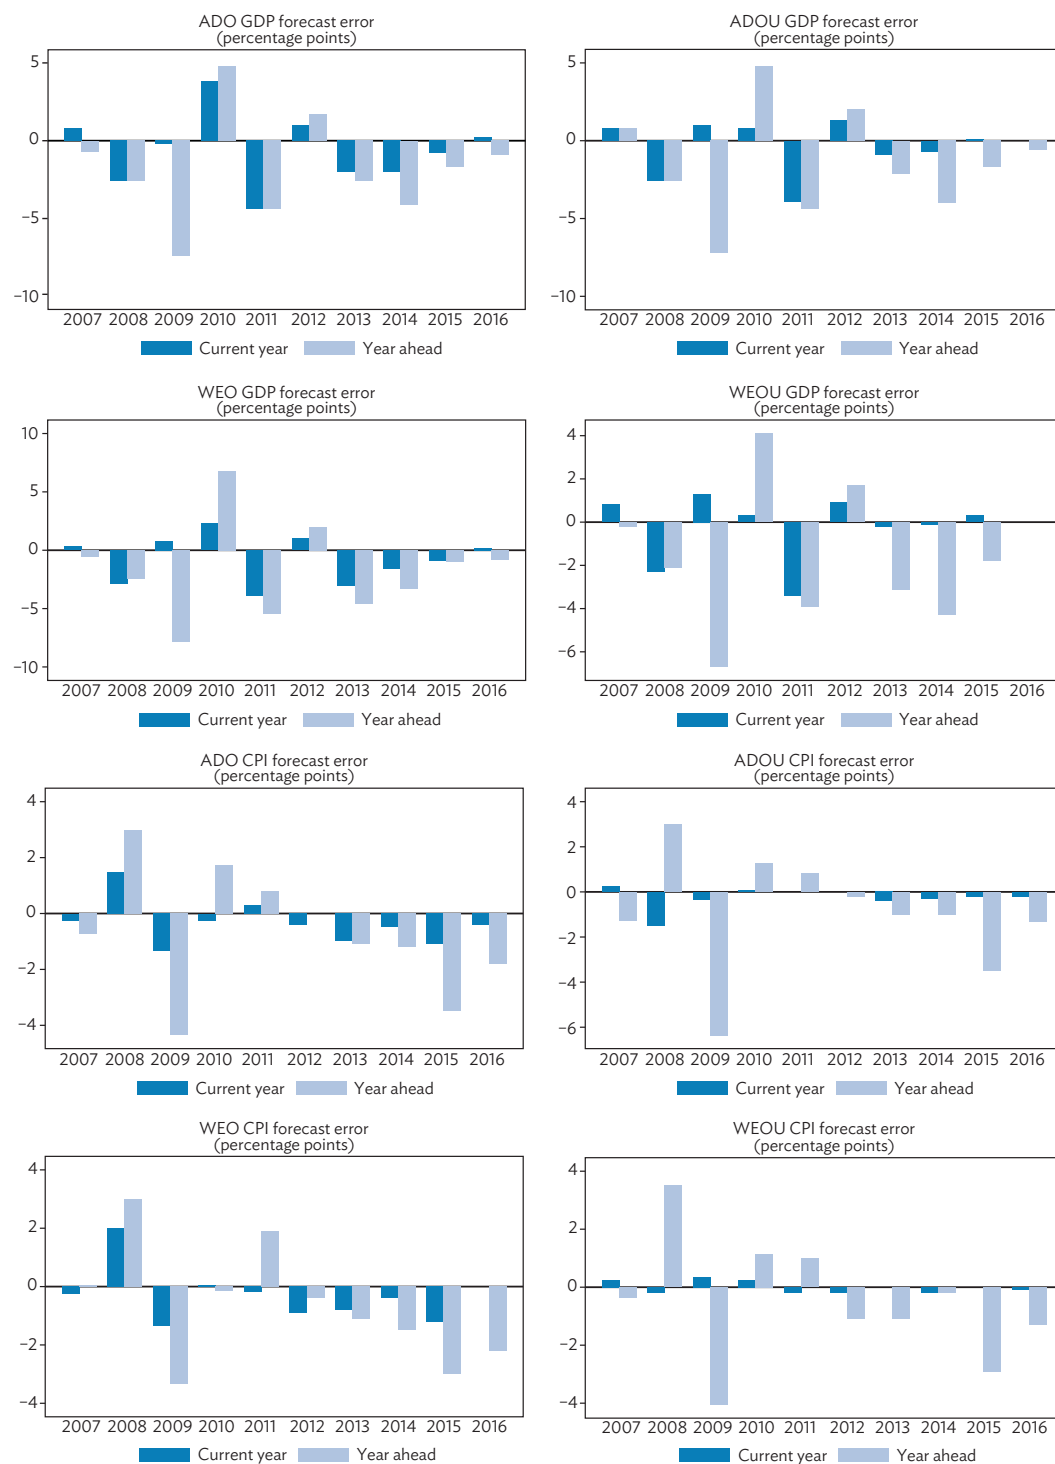 ADO GDP forecast error
(percentage points)
5
0
−5
−10
2007 2008 2009 2010 2011 2012 2013 2014 2015 2016
Current year Year ahead
ADOU GDP forecast error
(percentage points)
5
0
−5
−10
2007 2008 2009 2010 2011 2012 2013 2014 2015 2016
Current year Year ahead
WEO GDP forecast error
(percentage points)
10
5
0
−5
−10
2007 2008 2009 2010 2011 2012 2013 2014 2015 2016
Current year Year ahead
WEOU GDP forecast error
(percentage points)
4
2
0
−2
−4
−6
2007 2008 2009 2010 2011 2012 2013 2014 2015 2016
Current year Year ahead
ADO CPI forecast error
(percentage points)
4
2
0
−2
−4
2007 2008 2009 2010 2011 2012 2013 2014 2015 2016
Current year Year ahead
ADOU CPI forecast error
(percentage points)
4
2
0
−2
−4
−6
2007 2008 2009 2010 2011 2012 2013 2014 2015 2016
Current year Year ahead
WEO CPI forecast error
(percentage points)
4
2
0
−2
−4
2007 2008 2009 2010 2011 2012 2013 2014 2015 2016
Current year Year ahead
WEOU CPI forecast error
(percentage points)
4
2
0
−2
−4
2007 2008 2009 2010 2011 2012 2013 2014 2015 2016
Current year Year ahead